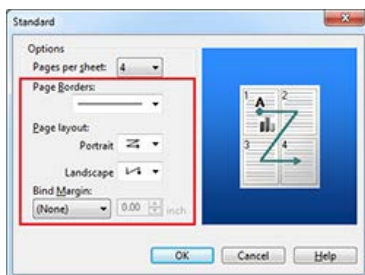 Standard
Options
Pages per sheet: 4
Page Borders:
Page layout:
Portrait
Landscape
Bind Margin:
(None) 0.00 inch
1 2
A
3 4
OK Cancel Help